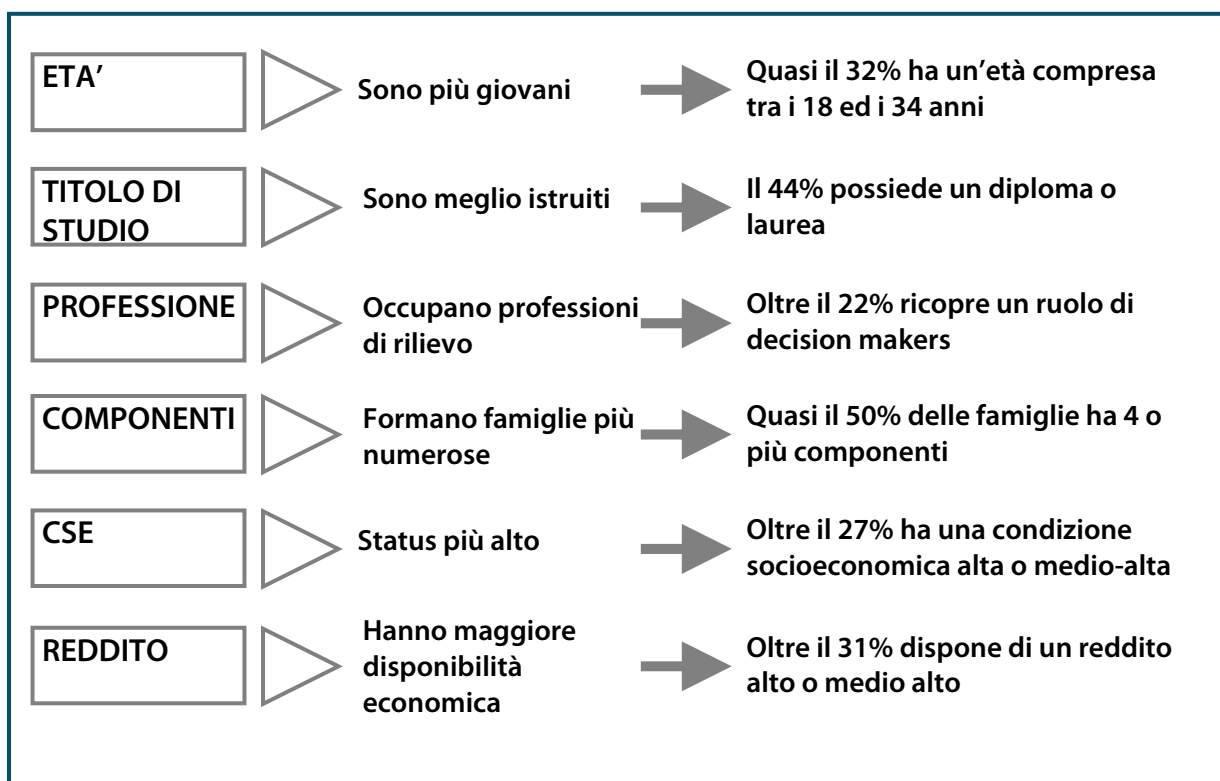 ETA’
Sono più giovani
Quasi il 32% ha un’età compresa
tra i 18 ed i 34 anni
TITOLO DI
STUDIO
Sono meglio istruiti
Il 44% possiede un diploma o
laurea
PROFESSIONE
Occupano professioni
di rilievo
Oltre il 22% ricopre un ruolo di
decision makers
COMPONENTI
Formano famiglie più
numerose
Quasi il 50% delle famiglie ha 4 o
più componenti
CSE
Status più alto
Oltre il 27% ha una condizione
socioeconomica alta o medio-alta
REDDITO
Hanno maggiore
disponibilità
economica
Oltre il 31% dispone di un reddito
alto o medio alto